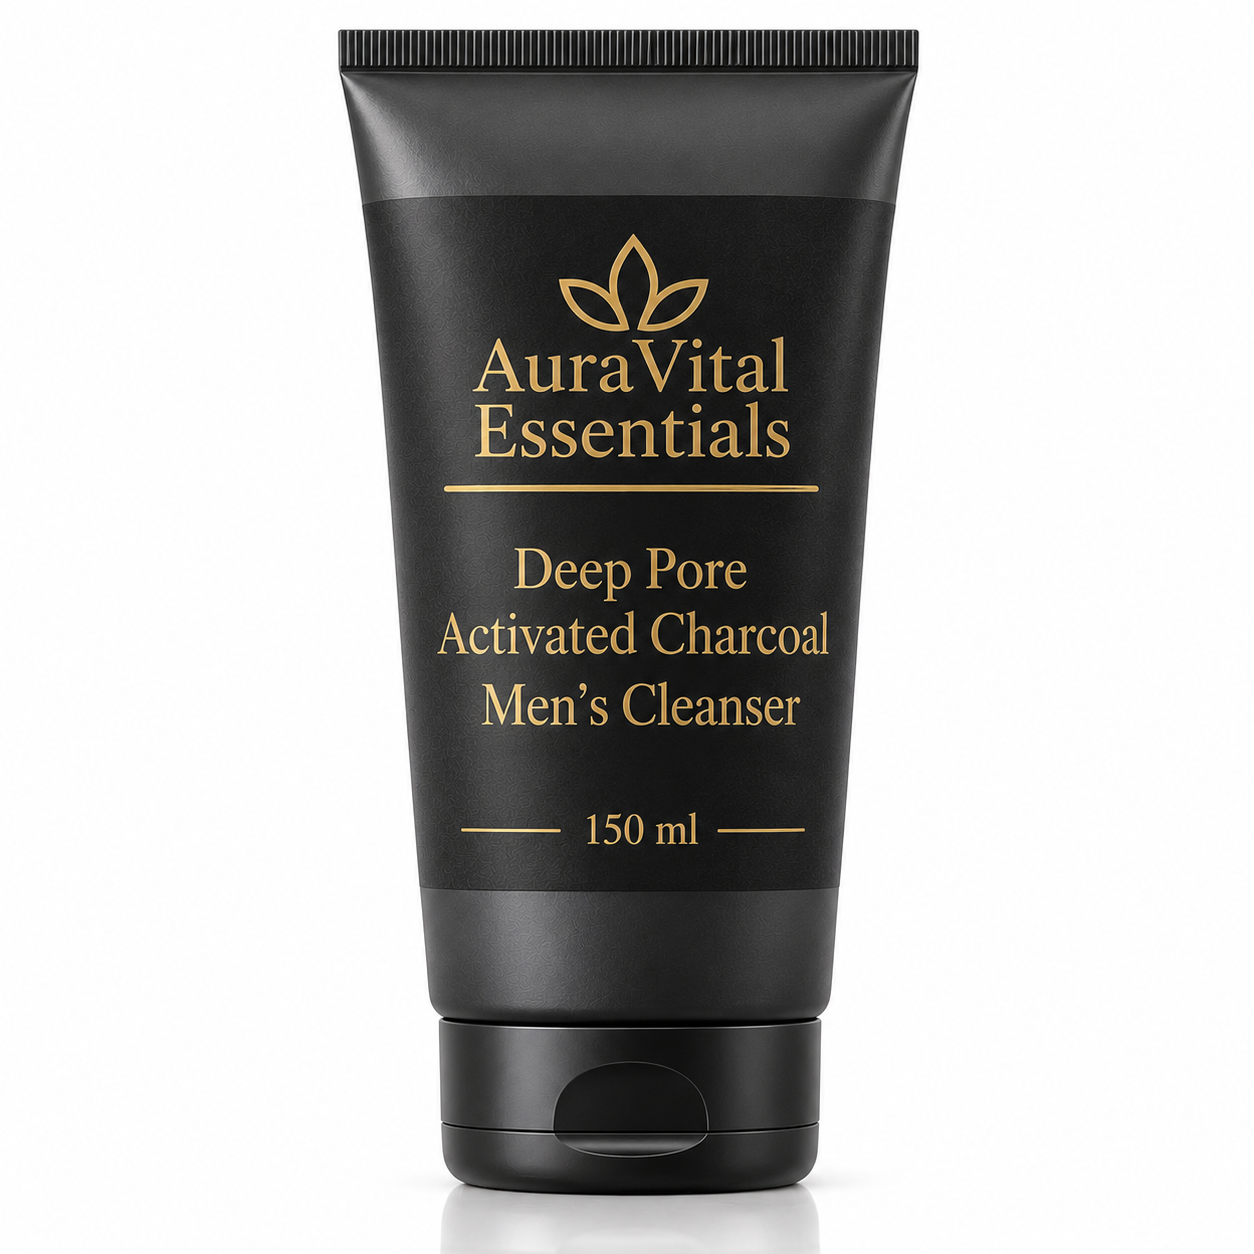 AuraVital
Essentials
Deep Pore
Activated Charcoal
Men’s Cleanser
150 ml